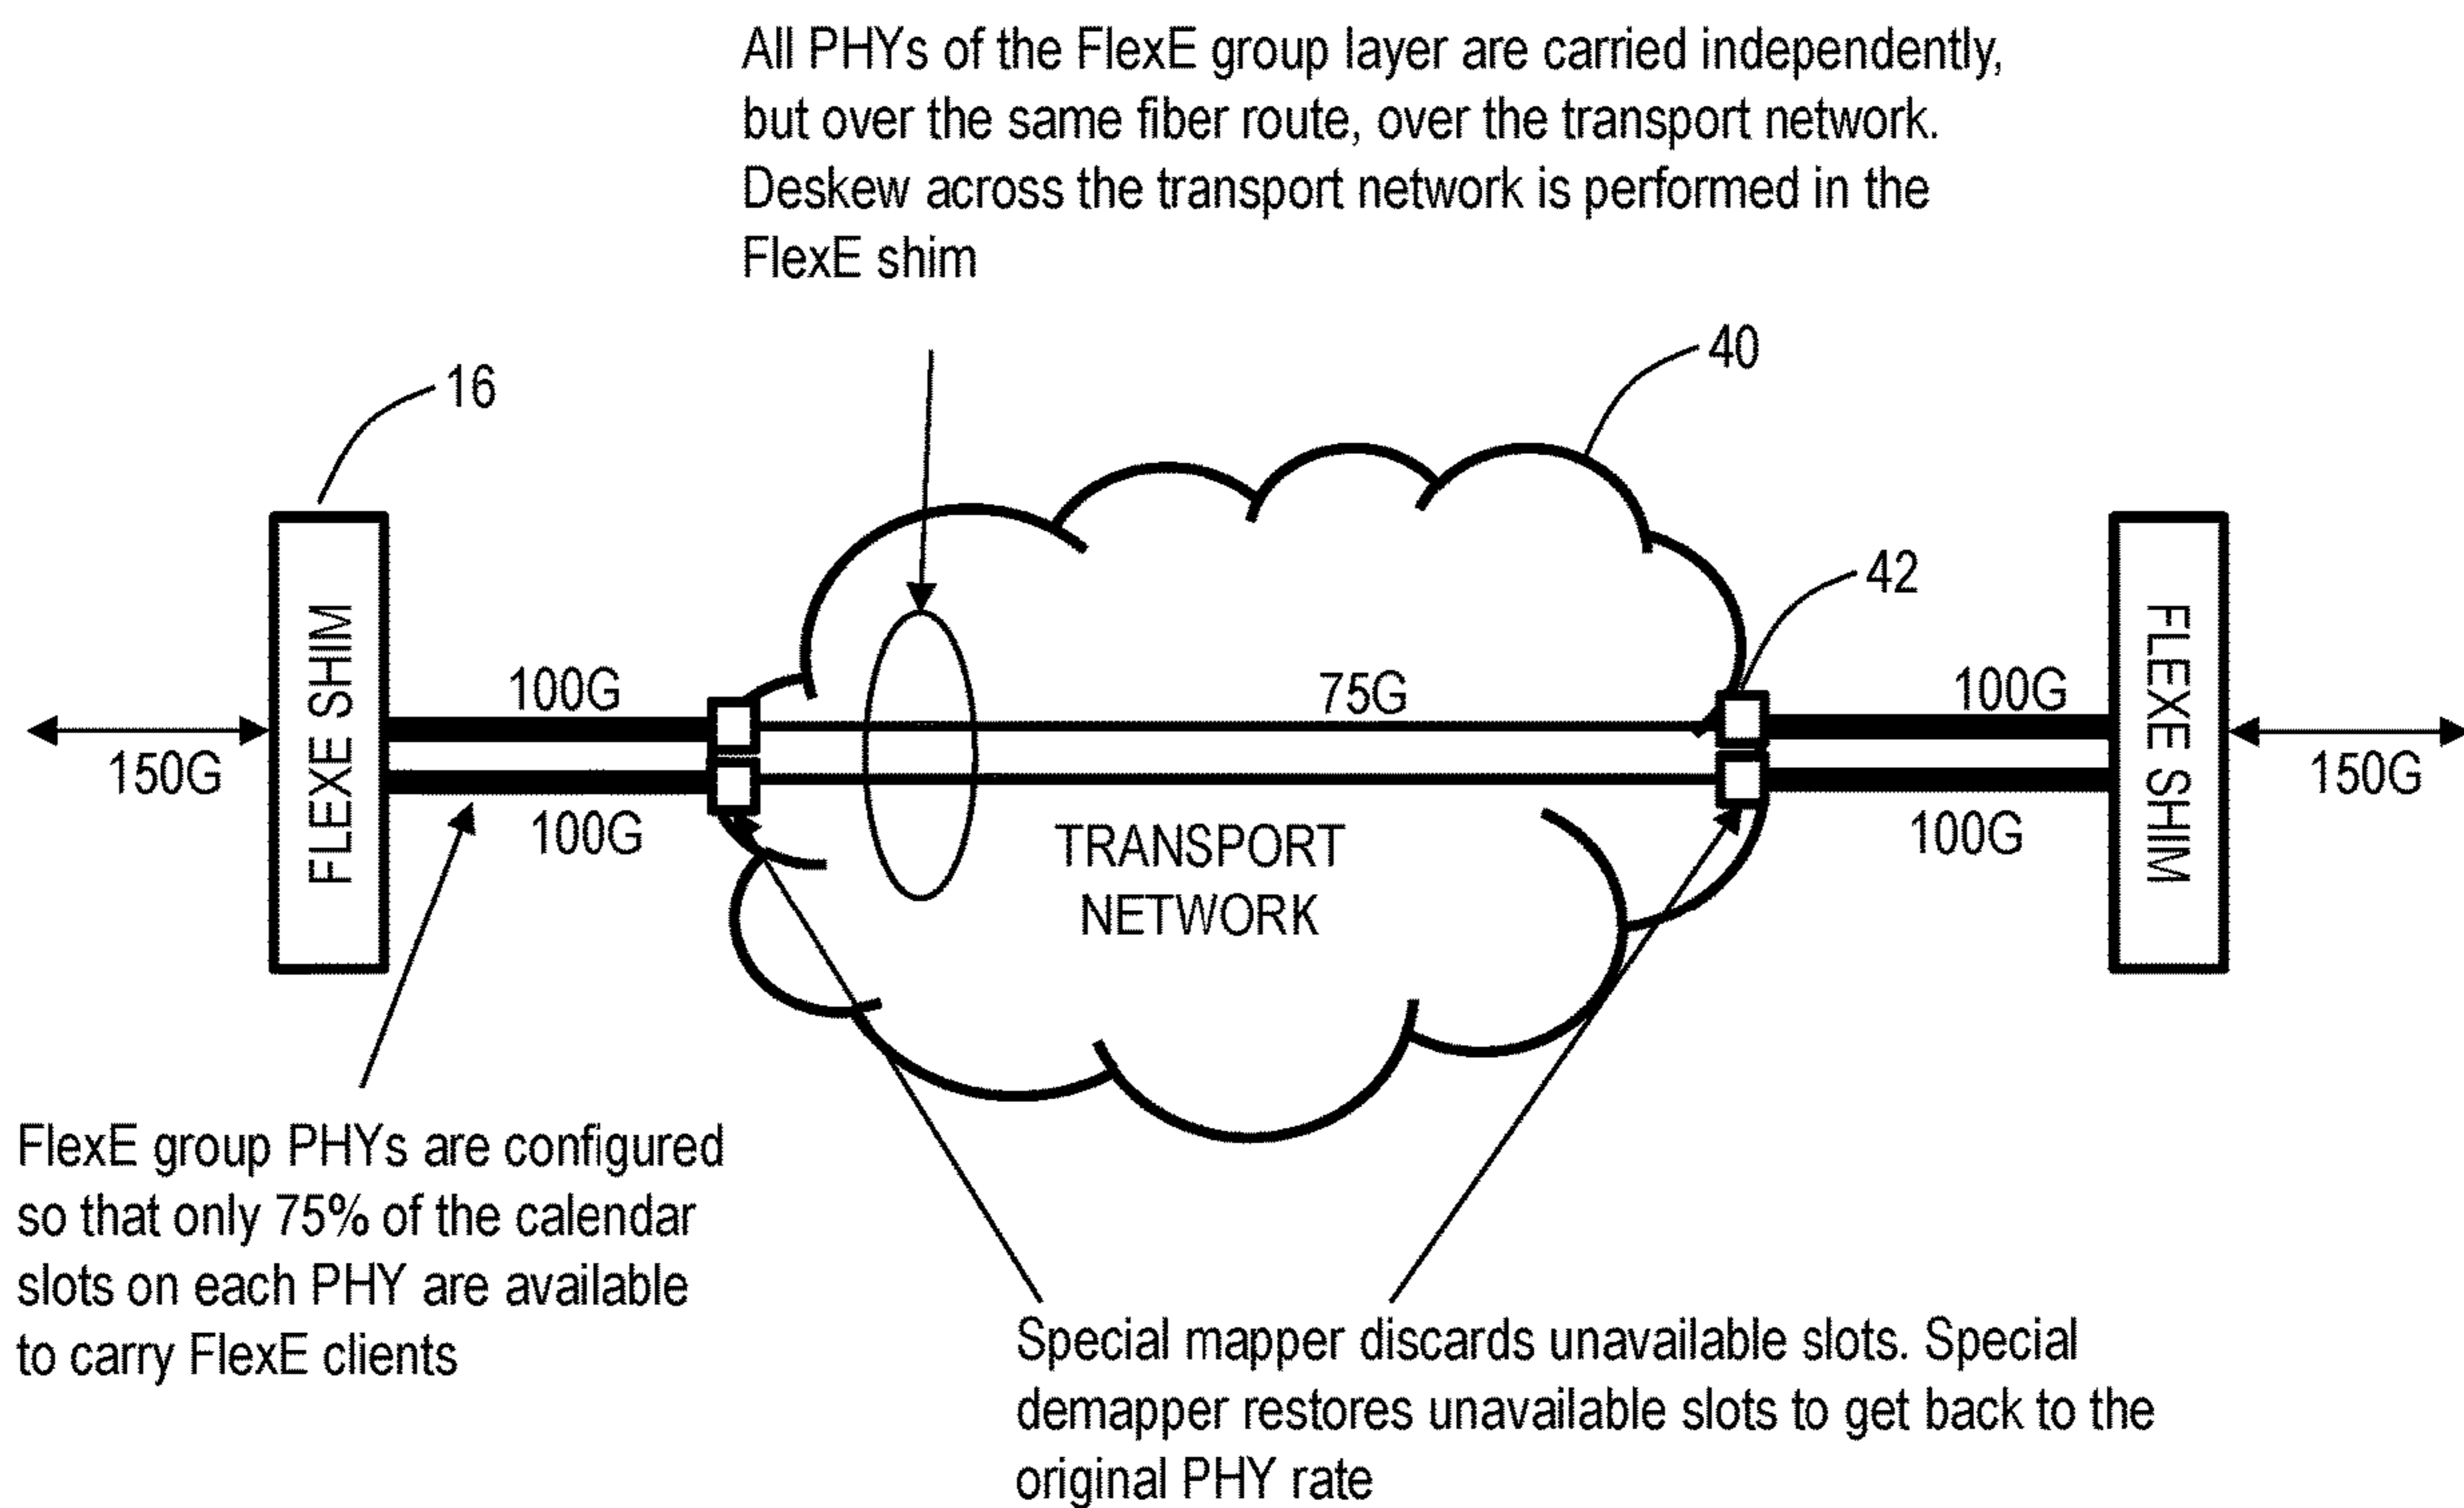 All PHYs of the FlexE group layer are carried independently,
but over the same fiber route, over the transport network.
Deskew across the transport network is performed in the
FlexE shim
16
40
42
FLEXE SHIM
100G
100G
150G
75G
TRANSPORT
NETWORK
100G
100G
FLEXE SHIM
150G
FlexE group PHYs are configured
so that only 75% of the calendar
slots on each PHY are available
to carry FlexE clients
Special mapper discards unavailable slots. Special
demapper restores unavailable slots to get back to the
original PHY rate